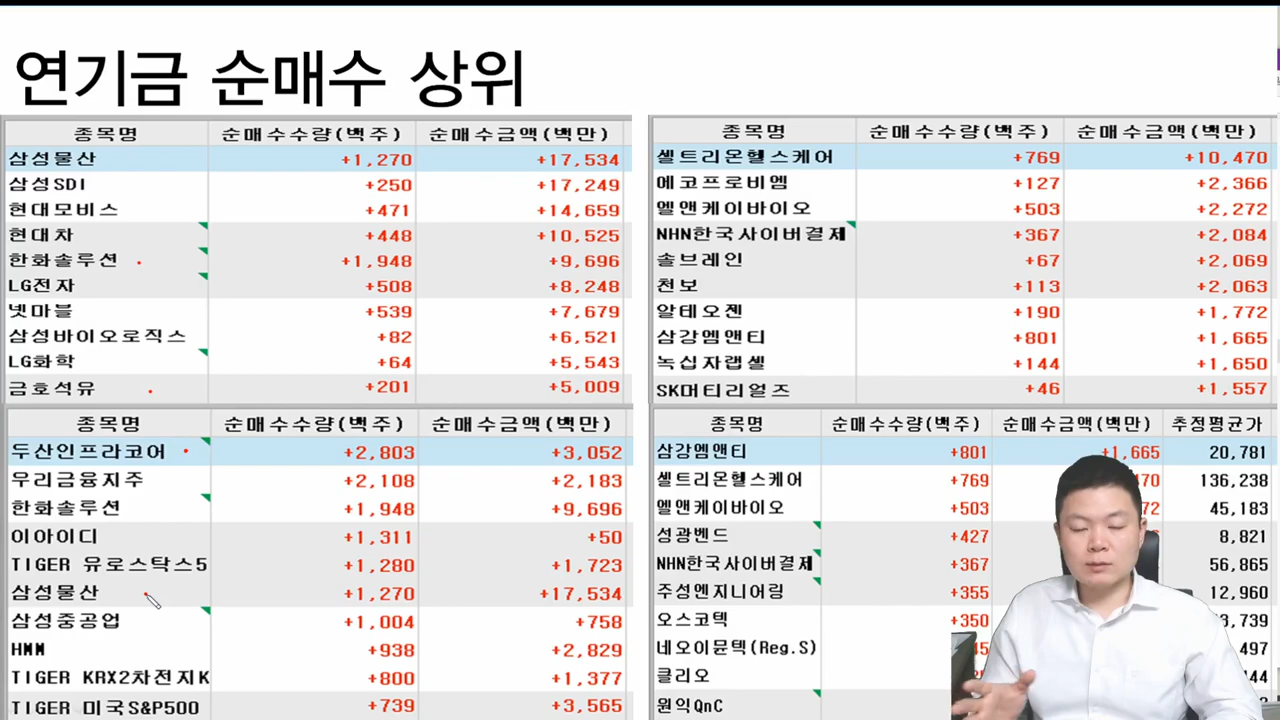 연기금 순매수 상위
종목명 순매수수량(백주) 순매수금액(백만)
삼성물산 +1,270 +17,534
삼성SDI +250 +17,249
현대모비스 +471 +14,659
현대차 +448 +10,525
한화솔루션 +1,948 +9,696
LG전자 +508 +8,248
넷마블 +539 +7,679
삼성바이오로직스 +82 +6,521
LG화학 +64 +5,543
금호석유 +201 +5,009
종목명 순매수수량(백주) 순매수금액(백만)
셀트리온헬스케어 +769 +10,470
에코프로비엠 +127 +2,366
엘앤케이바이오 +503 +2,272
NHN한국사이버결제 +367 +2,084
솔브레인 +67 +2,069
천보 +113 +2,063
알테오젠 +190 +1,772
삼강엠앤티 +801 +1,665
녹십자랩셀 +144 +1,650
SK머티리얼즈 +46 +1,557
종목명 순매수수량(백주) 순매수금액(백만)
두산인프라코어 +2,803 +3,052
우리금융지주 +2,108 +2,183
한화솔루션 +1,948 +9,696
이아이디 +1,311 +50
TIGER 유로스탁스5 +1,280 +1,723
삼성물산 +1,270 +17,534
삼성중공업 +1,004 +758
HMM +938 +2,829
TIGER KRX2차전지K +800 +1,377
TIGER 미국S&P500 +739 +3,565
종목명 순매수수량(백주) 순매수금액(백만) 추정평균가
삼강엠앤티 +801 +1,665 20,781
셀트리온헬스케어 +769 70 136,238
엘앤케이바이오 +503 72 45,183
성광벤드 +427 8,821
NHN한국사이버결제 +367 56,865
주성엔지니어링 +355 12,960
오스코텍 +350 3,739
네오이뮨텍(Reg.S) 497
클리오 44
원익QnC